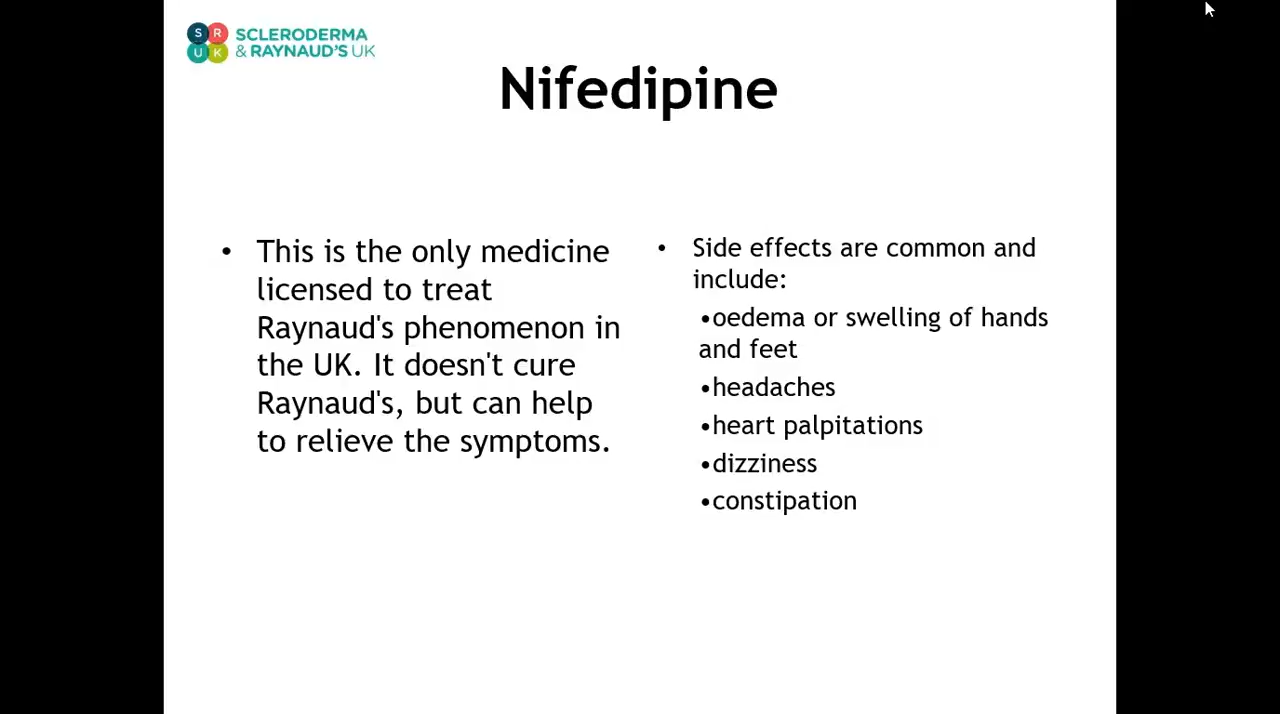 S R
U K
SCLERODERMA
& RAYNAUD'S UK
Nifedipine
• This is the only medicine
licensed to treat
Raynaud's phenomenon in
the UK. It doesn't cure
Raynaud's, but can help
to relieve the symptoms.
• Side effects are common and
include:
•oedema or swelling of hands
and feet
•headaches
•heart palpitations
•dizziness
•constipation